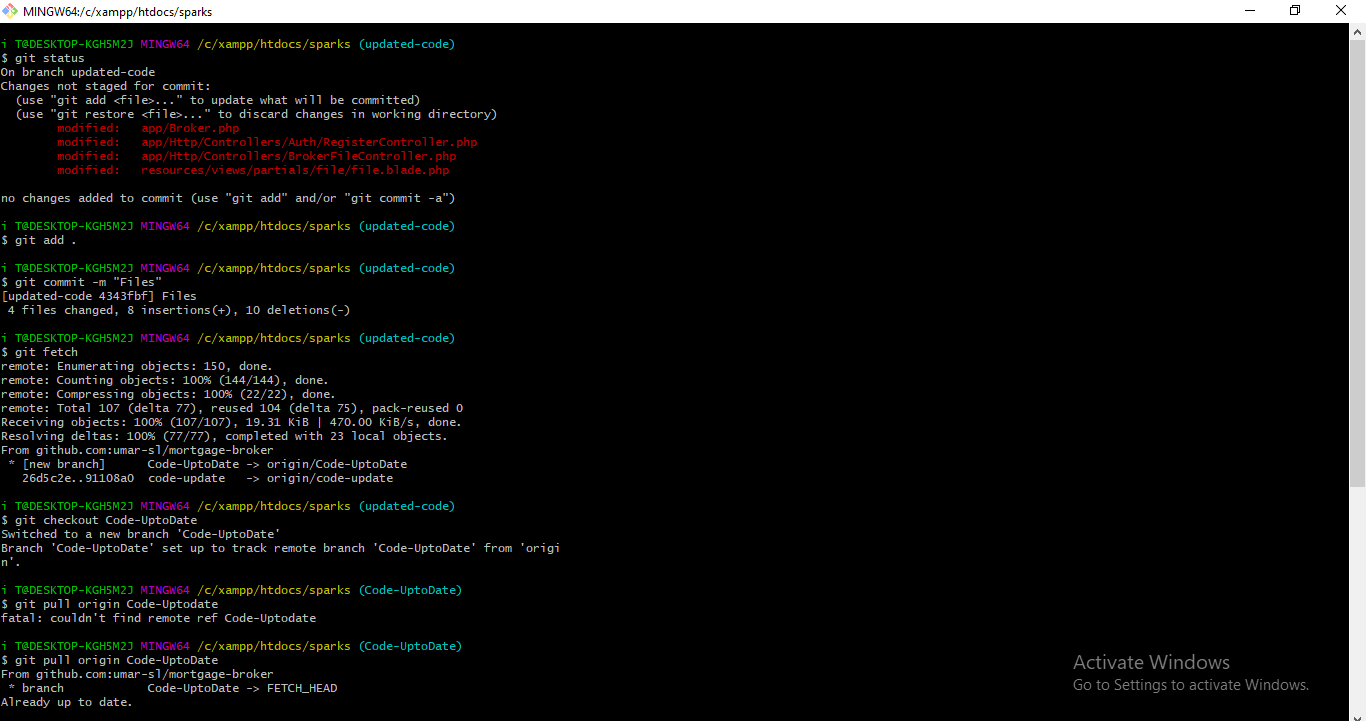 MINGW64:/c/xampp/htdocs/sparks
i T@DESKTOP-KGH5M2J MINGW64 /c/xampp/htdocs/sparks (updated-code)
$ git status
On branch updated-code
Changes not staged for commit:
  (use "git add <file>..." to update what will be committed)
  (use "git restore <file>..." to discard changes in working directory)
        modified:   app/Broker.php
        modified:   app/Http/Controllers/Auth/RegisterController.php
        modified:   app/Http/Controllers/BrokerFileController.php
        modified:   resources/views/partials/file/file.blade.php
no changes added to commit (use "git add" and/or "git commit -a")
i T@DESKTOP-KGH5M2J MINGW64 /c/xampp/htdocs/sparks (updated-code)
$ git add .
i T@DESKTOP-KGH5M2J MINGW64 /c/xampp/htdocs/sparks (updated-code)
$ git commit -m "Files"
[updated-code 4343fbf] Files
 4 files changed, 8 insertions(+), 10 deletions(-)
i T@DESKTOP-KGH5M2J MINGW64 /c/xampp/htdocs/sparks (updated-code)
$ git fetch
remote: Enumerating objects: 150, done.
remote: Counting objects: 100% (144/144), done.
remote: Compressing objects: 100% (22/22), done.
remote: Total 107 (delta 77), reused 104 (delta 75), pack-reused 0
Receiving objects: 100% (107/107), 19.31 KiB | 470.00 KiB/s, done.
Resolving deltas: 100% (77/77), completed with 23 local objects.
From github.com:umar-sl/mortgage-broker
 * [new branch]      Code-UptoDate -> origin/Code-UptoDate
   26d5c2e..91108a0  code-update   -> origin/code-update
i T@DESKTOP-KGH5M2J MINGW64 /c/xampp/htdocs/sparks (updated-code)
$ git checkout Code-UptoDate
Switched to a new branch 'Code-UptoDate'
Branch 'Code-UptoDate' set up to track remote branch 'Code-UptoDate' from 'origi
n'.
i T@DESKTOP-KGH5M2J MINGW64 /c/xampp/htdocs/sparks (Code-UptoDate)
$ git pull origin Code-Uptodate
fatal: couldn't find remote ref Code-Uptodate
i T@DESKTOP-KGH5M2J MINGW64 /c/xampp/htdocs/sparks (Code-UptoDate)
$ git pull origin Code-UptoDate
From github.com:umar-sl/mortgage-broker
 * branch            Code-UptoDate -> FETCH_HEAD
Already up to date.
Activate Windows
Go to Settings to activate Windows.